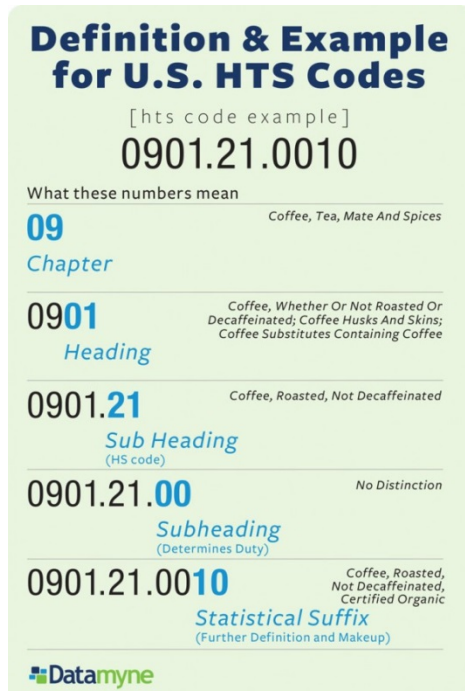 Definition & Example
for U.S. HTS Codes
[hts code example]
0901.21.0010
What these numbers mean
09
Chapter
Coffee, Tea, Mate And Spices
0901
Heading
Coffee, Whether Or Not Roasted Or
Decaffeinated; Coffee Husks And Skins;
Coffee Substitutes Containing Coffee
0901.21
Sub Heading
(HS code)
Coffee, Roasted, Not Decaffeinated
0901.21.00
Subheading
(Determines Duty)
No Distinction
0901.21.0010
Statistical Suffix
(Further Definition and Makeup)
Coffee, Roasted,
Not Decaffeinated,
Certified Organic
Datamyne